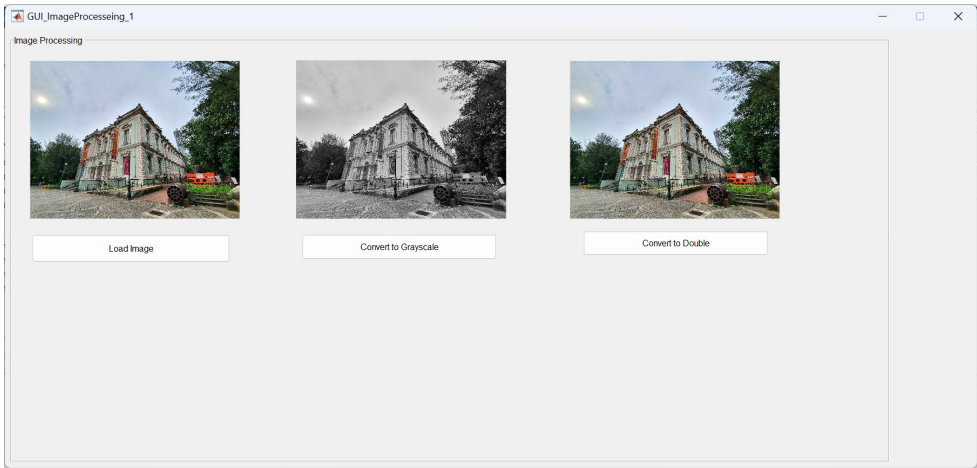 GUI_ImageProcesseing_1
Image Processing
Load Image
Convert to Grayscale
Convert to Double